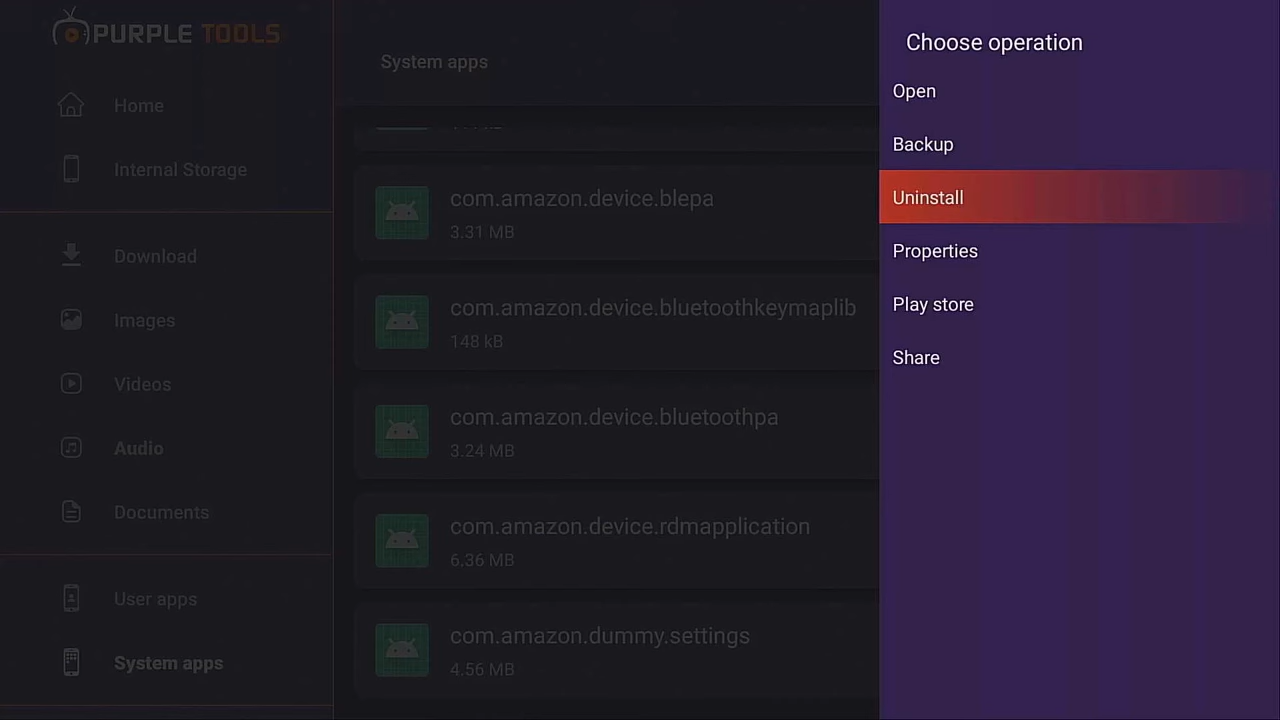 PURPLE TOOLS
Home
Internal Storage
Download
Images
Videos
Audio
Documents
User apps
System apps
System apps
com.amazon.device.blepa
3.31 MB
com.amazon.device.bluetoothkeymaplib
148 kB
com.amazon.device.bluetoothpa
3.24 MB
com.amazon.device.rdmapplication
6.36 MB
com.amazon.dummy.settings
4.56 MB
Choose operation
Open
Backup
Uninstall
Properties
Play store
Share